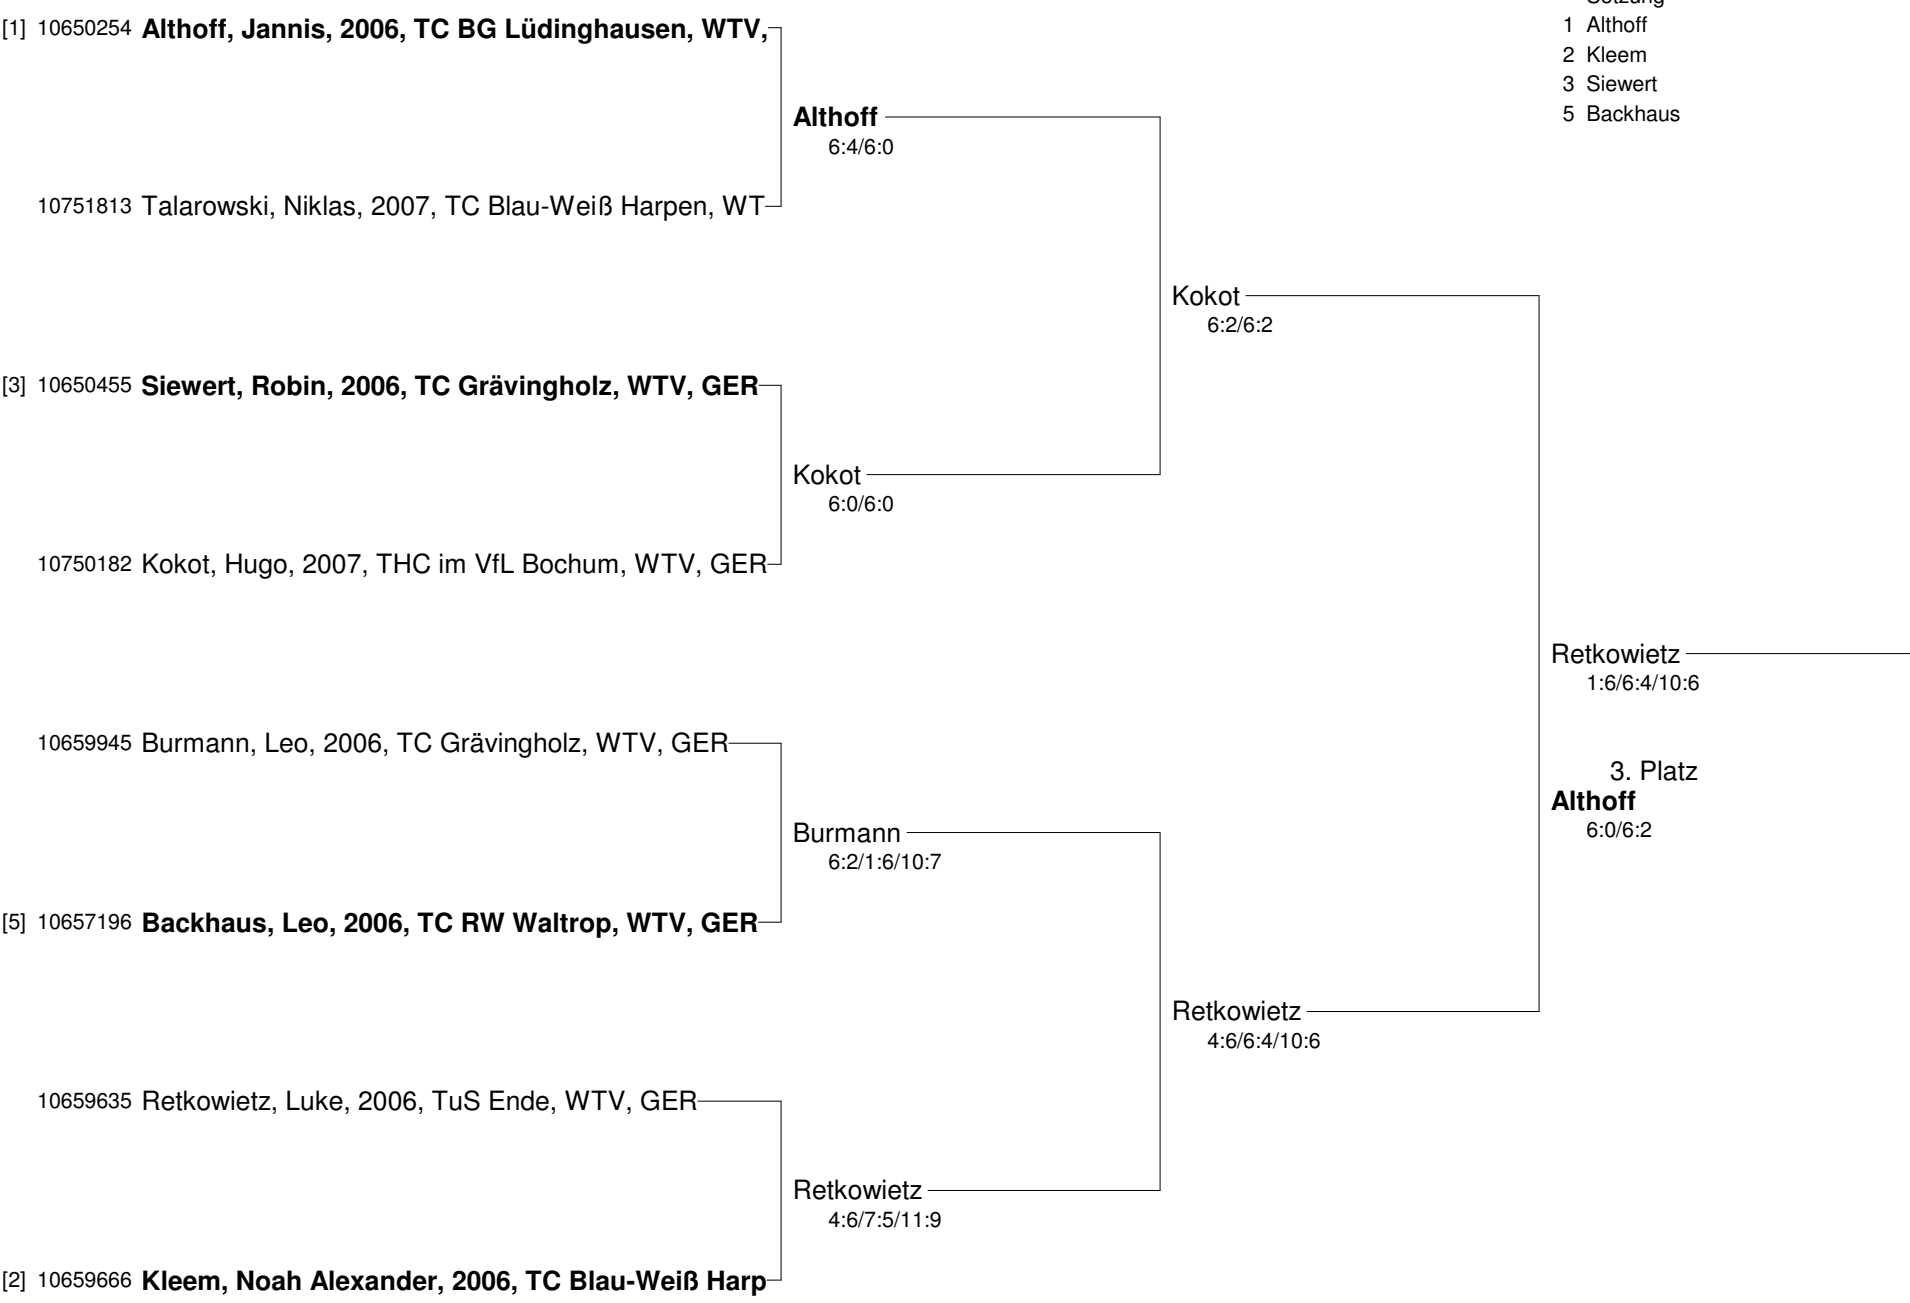 Setzung
1 Althoff
2 Kleem
3 Siewert
5 Backhaus
[1] 10650254 Althoff, Jannis, 2006, TC BG Lüdinghausen, WTV,
Althoff
6:4/6:0
10751813 Talarowski, Niklas, 2007, TC Blau-Weiß Harpen, WT
Kokot
6:2/6:2
[3] 10650455 Siewert, Robin, 2006, TC Grävingholz, WTV, GER
Kokot
6:0/6:0
10750182 Kokot, Hugo, 2007, THC im VfL Bochum, WTV, GER
Retkowietz
1:6/6:4/10:6
10659945 Burmann, Leo, 2006, TC Grävingholz, WTV, GER
3. Platz
Althoff
6:0/6:2
Burmann
6:2/1:6/10:7
[5] 10657196 Backhaus, Leo, 2006, TC RW Waltrop, WTV, GER
Retkowietz
4:6/6:4/10:6
10659635 Retkowietz, Luke, 2006, TuS Ende, WTV, GER
Retkowietz
4:6/7:5/11:9
[2] 10659666 Kleem, Noah Alexander, 2006, TC Blau-Weiß Harp